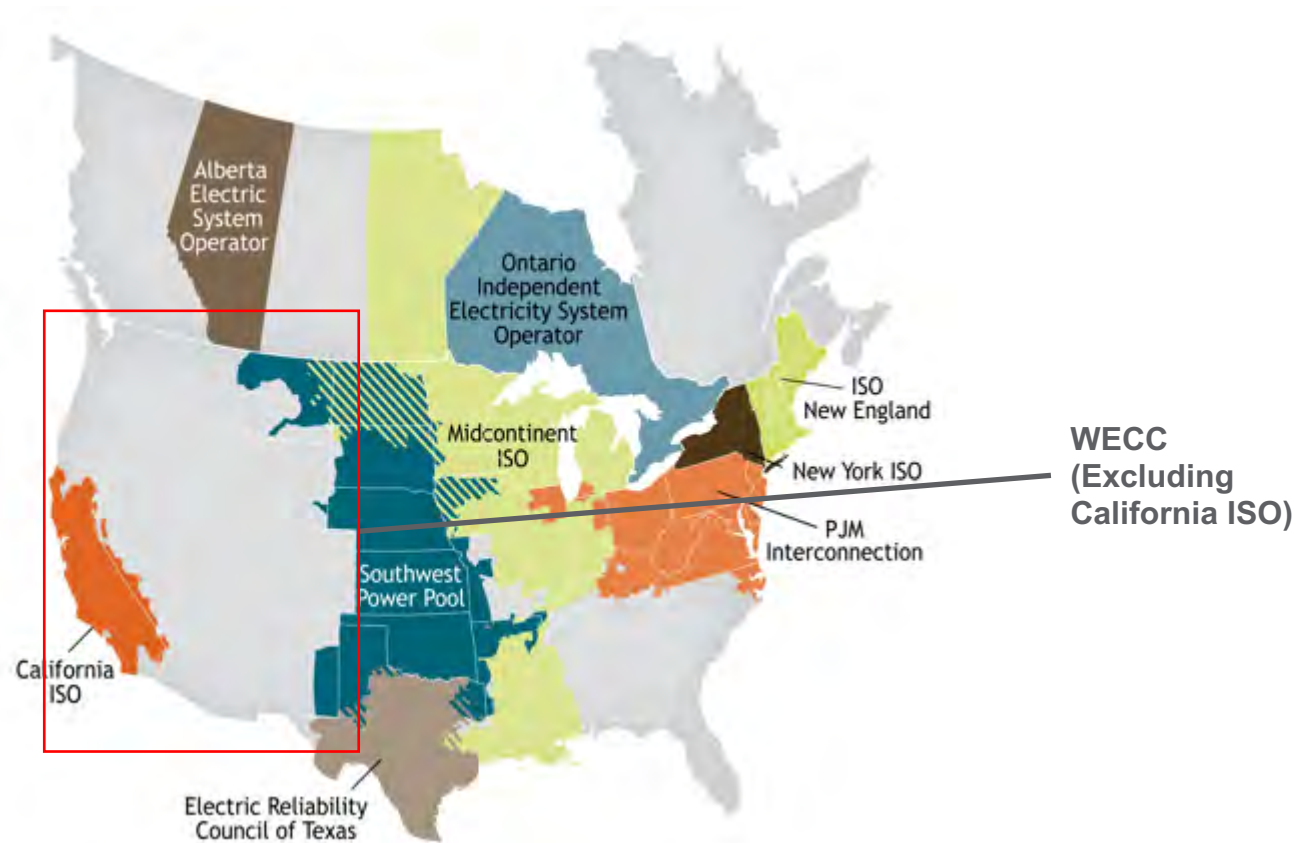 Alberta
Electric
System
Operator
Ontario
Independent
Electricity System
Operator
ISO
New England
Midcontinent
ISO
New York ISO
WECC
(Excluding
California ISO)
PJM
Interconnection
Southwest
Power Pool
California
ISO
Electric Reliability
Council of Texas